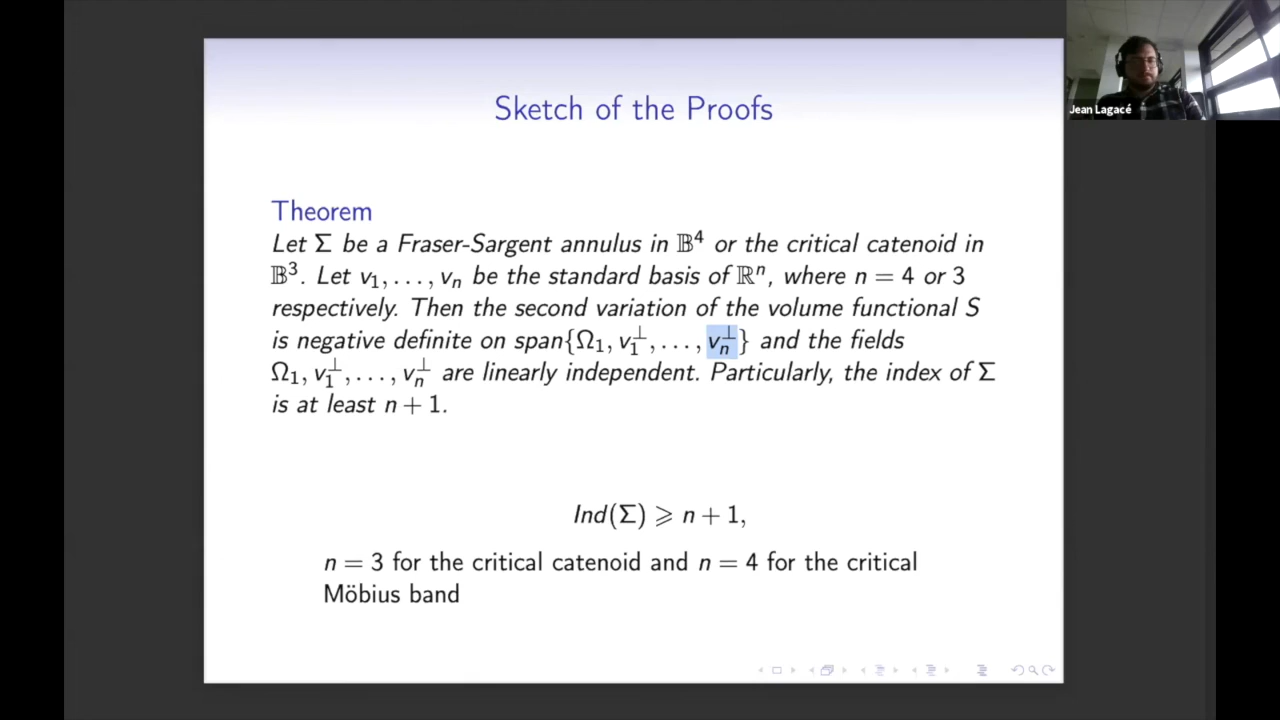 Jean Lagacé
Sketch of the Proofs
Theorem
Let Σ be a Fraser-Sargent annulus in 𝔹⁴ or the critical catenoid in
𝔹³. Let v₁, . . . , vₙ be the standard basis of ℝⁿ, where n = 4 or 3
respectively. Then the second variation of the volume functional S
is negative definite on span{Ω₁, v₁⊥, . . . , vₙ⊥} and the fields
Ω₁, v₁⊥, . . . , vₙ⊥ are linearly independent. Particularly, the index of Σ
is at least n + 1.
Ind(Σ) ⩾ n + 1,
n = 3 for the critical catenoid and n = 4 for the critical
Möbius band